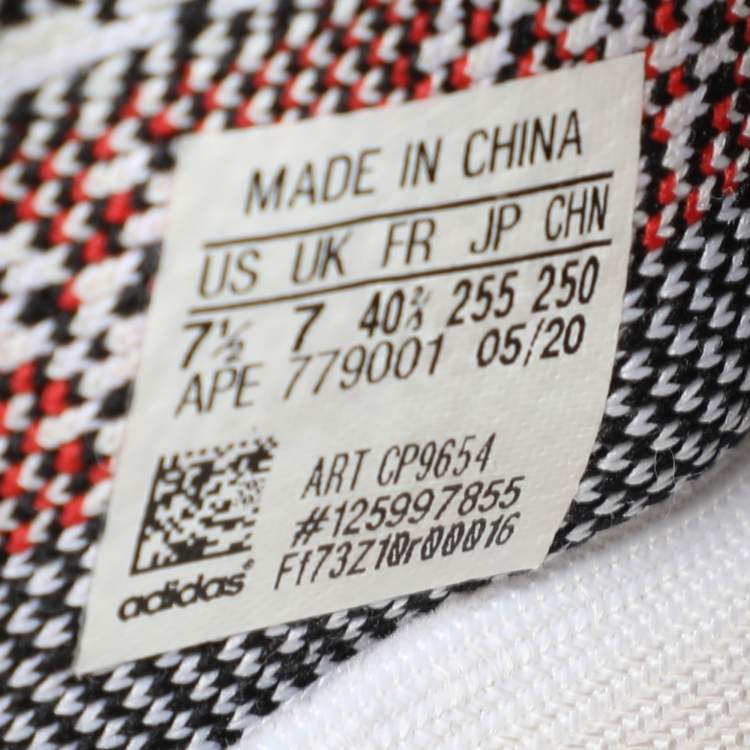 MADE IN CHINA
US UK FR JP CHN
7½ 7 40⅔ 255 250
APE 779001 05/20
ART CP9654
#125997855
Ff73Z10r00016
adidas®